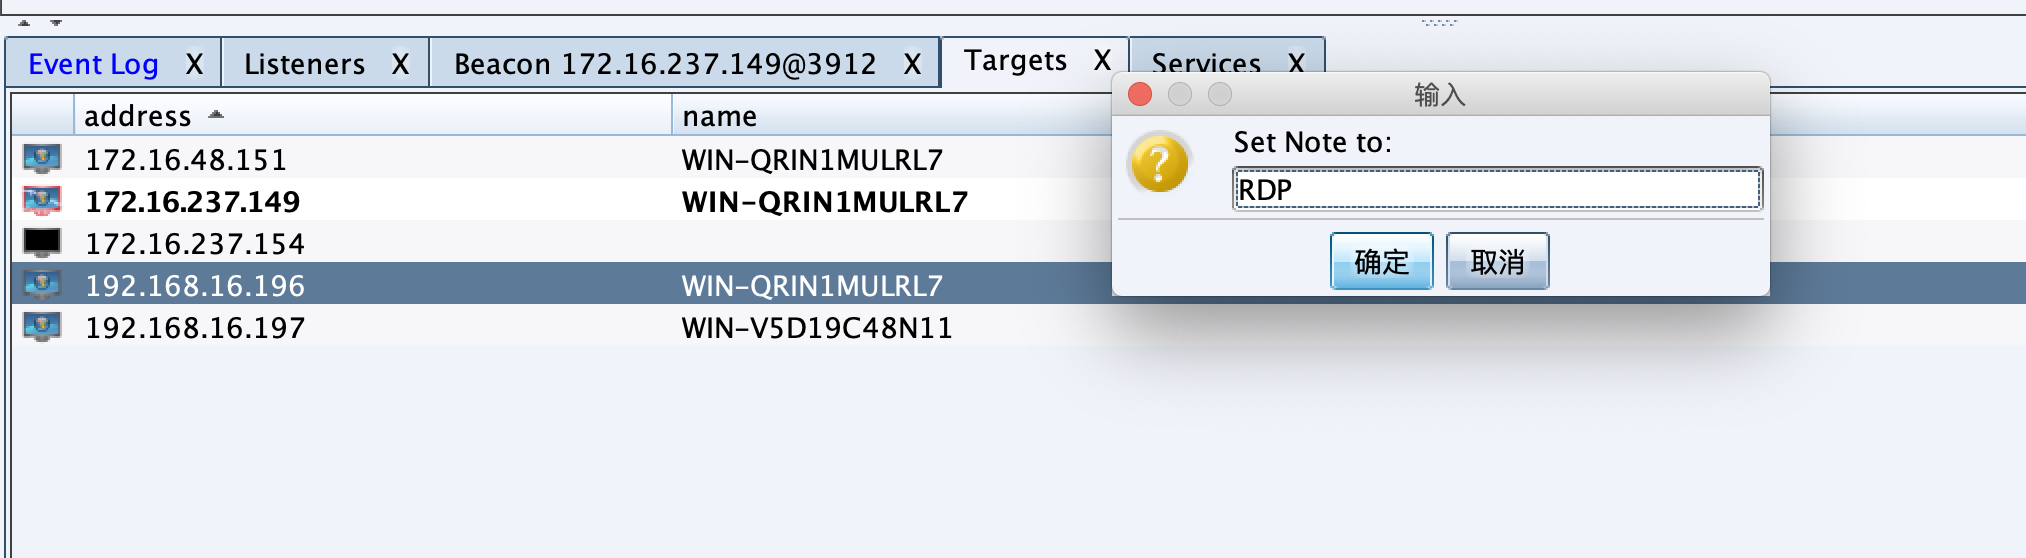 Event Log X Listeners X Beacon 172.16.237.149@3912 X Targets X Services X
输入
address name
Set Note to:
172.16.48.151 WIN-QRIN1MULRL7
RDP
172.16.237.149 WIN-QRIN1MULRL7
172.16.237.154
确定 取消
192.168.16.196 WIN-QRIN1MULRL7
192.168.16.197 WIN-V5D19C48N11